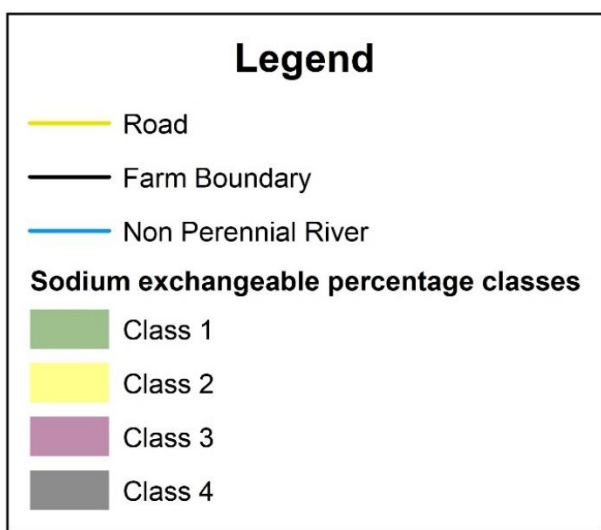 Legend
Road
Farm Boundary
Non Perennial River
Sodium exchangeable percentage classes
Class 1
Class 2
Class 3
Class 4